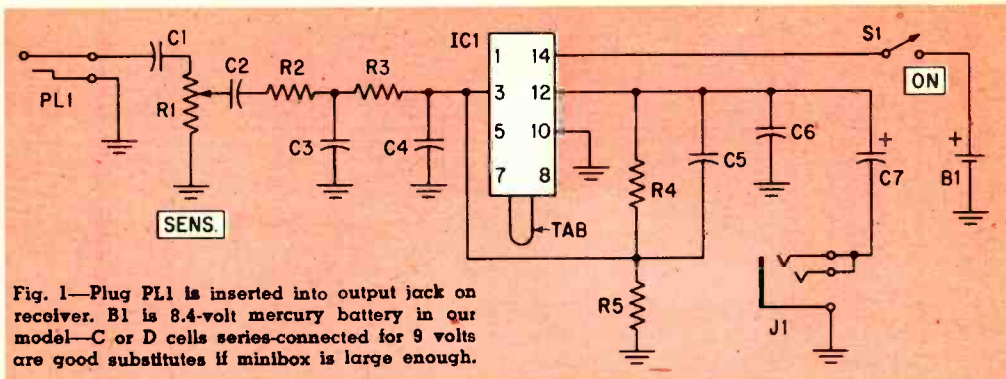 C1
IC1
S1
PL1
R1
C2
R2
R3
1
14
3
12
5
10
7
8
ON
C3
C4
R4
C5
C6
C7
B1
+
+
SENS.
TAB
R5
J1
Fig. 1—Plug PL1 is inserted into output jack on
receiver. B1 is 8.4-volt mercury battery in our
model—C or D cells series-connected for 9 volts
are good substitutes if minibox is large enough.